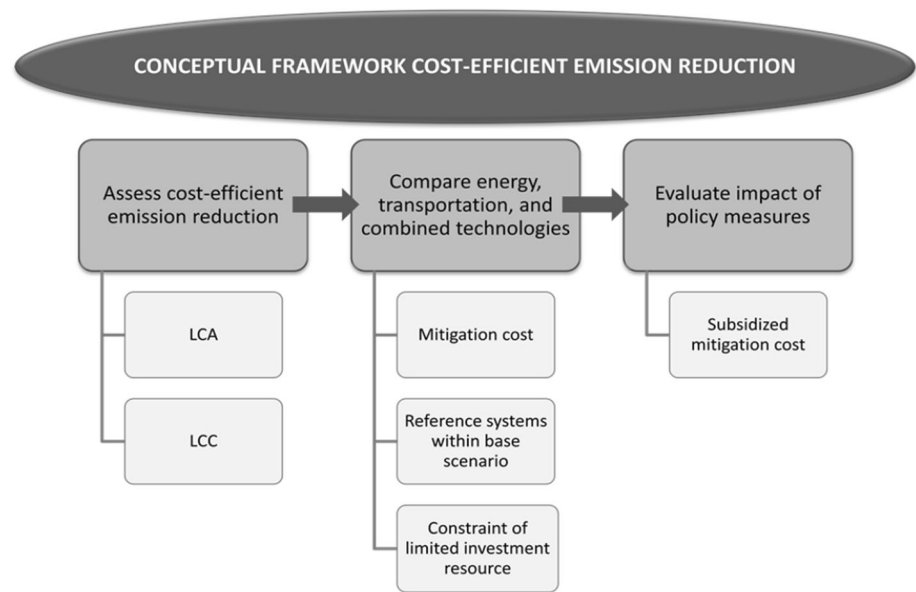 CONCEPTUAL FRAMEWORK COST-EFFICIENT EMISSION REDUCTION
Assess cost-efficient
emission reduction
LCA
LCC
Compare energy,
transportation, and
combined technologies
Mitigation cost
Reference systems
within base
scenario
Constraint of
limited investment
resource
Evaluate impact of
policy measures
Subsidized
mitigation cost